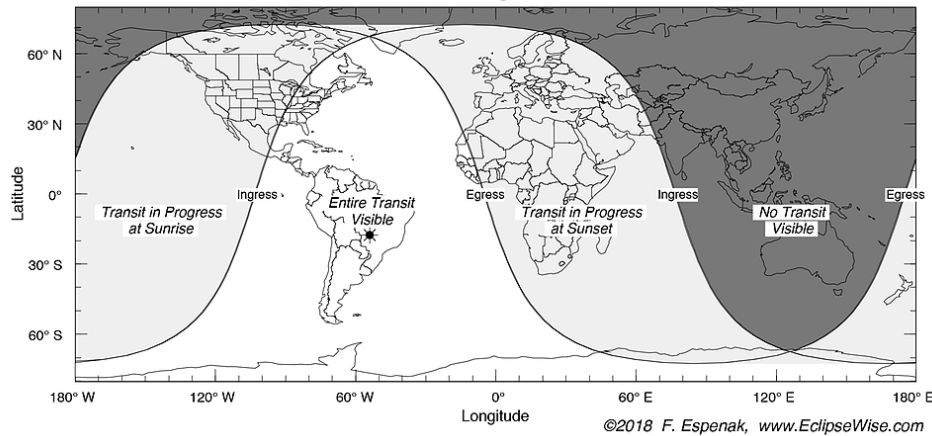 60° N
30° N
0°
30° S
60° S
Latitude
Ingress
Egress
Ingress
Egress
Transit in Progress
at Sunrise
Entire Transit
Visible
Transit in Progress
at Sunset
No Transit
Visible
180° W
120° W
60° W
0°
60° E
120° E
180° E
Longitude
©2018 F. Espenak, www.EclipseWise.com